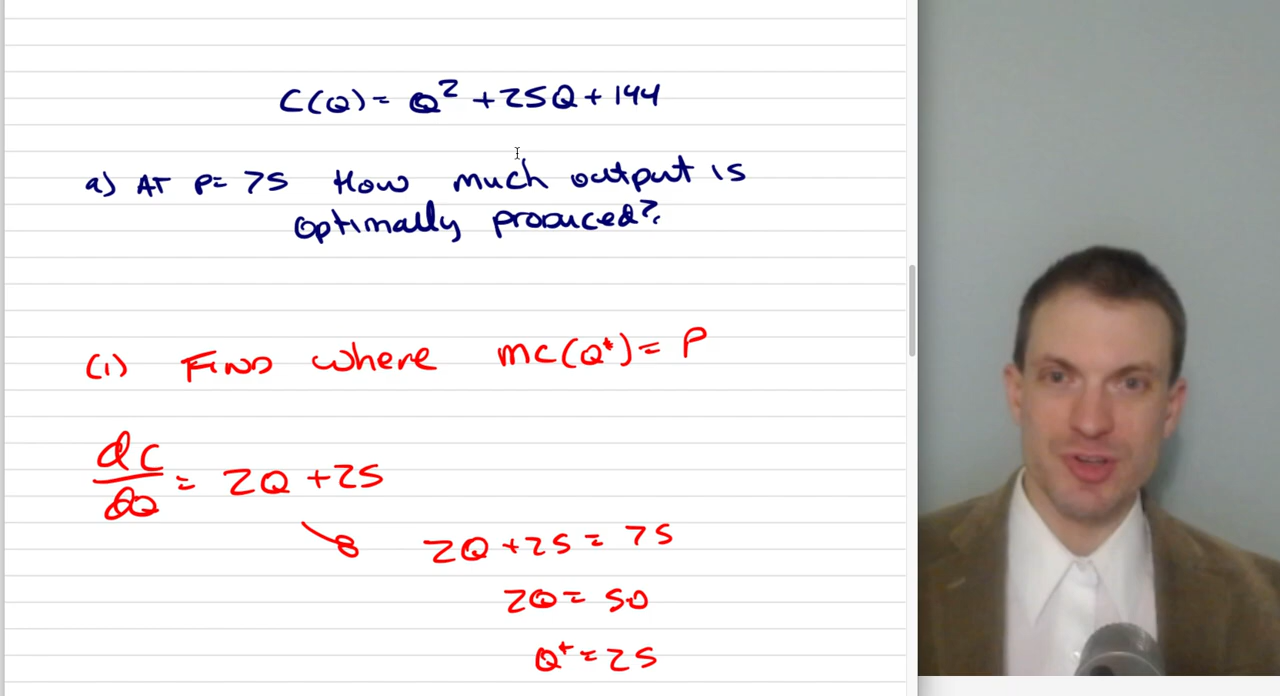 C(Q) = Q² + 25Q + 144
a) AT P= 75 How much output is
optimally produced?
(1) FIND where MC(Q*) = P
dC/dQ = 2Q + 25
2Q + 25 = 75
2Q = 50
Q* = 25